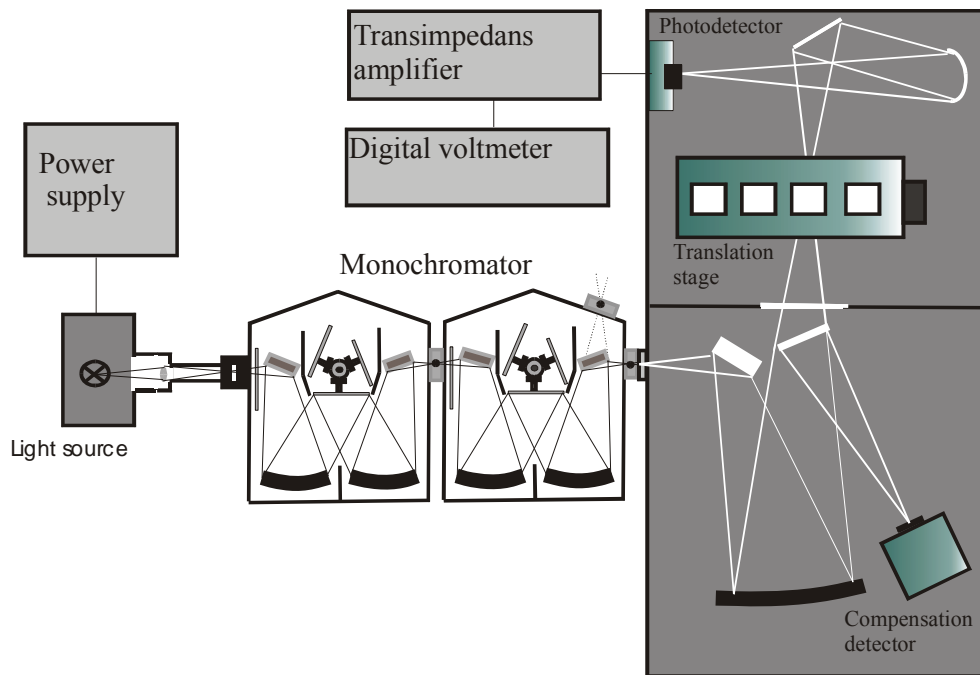 Transimpedans
amplifier
Photodetector
Digital voltmeter
Power
supply
Translation
stage
Monochromator
Light source
Compensation
detector